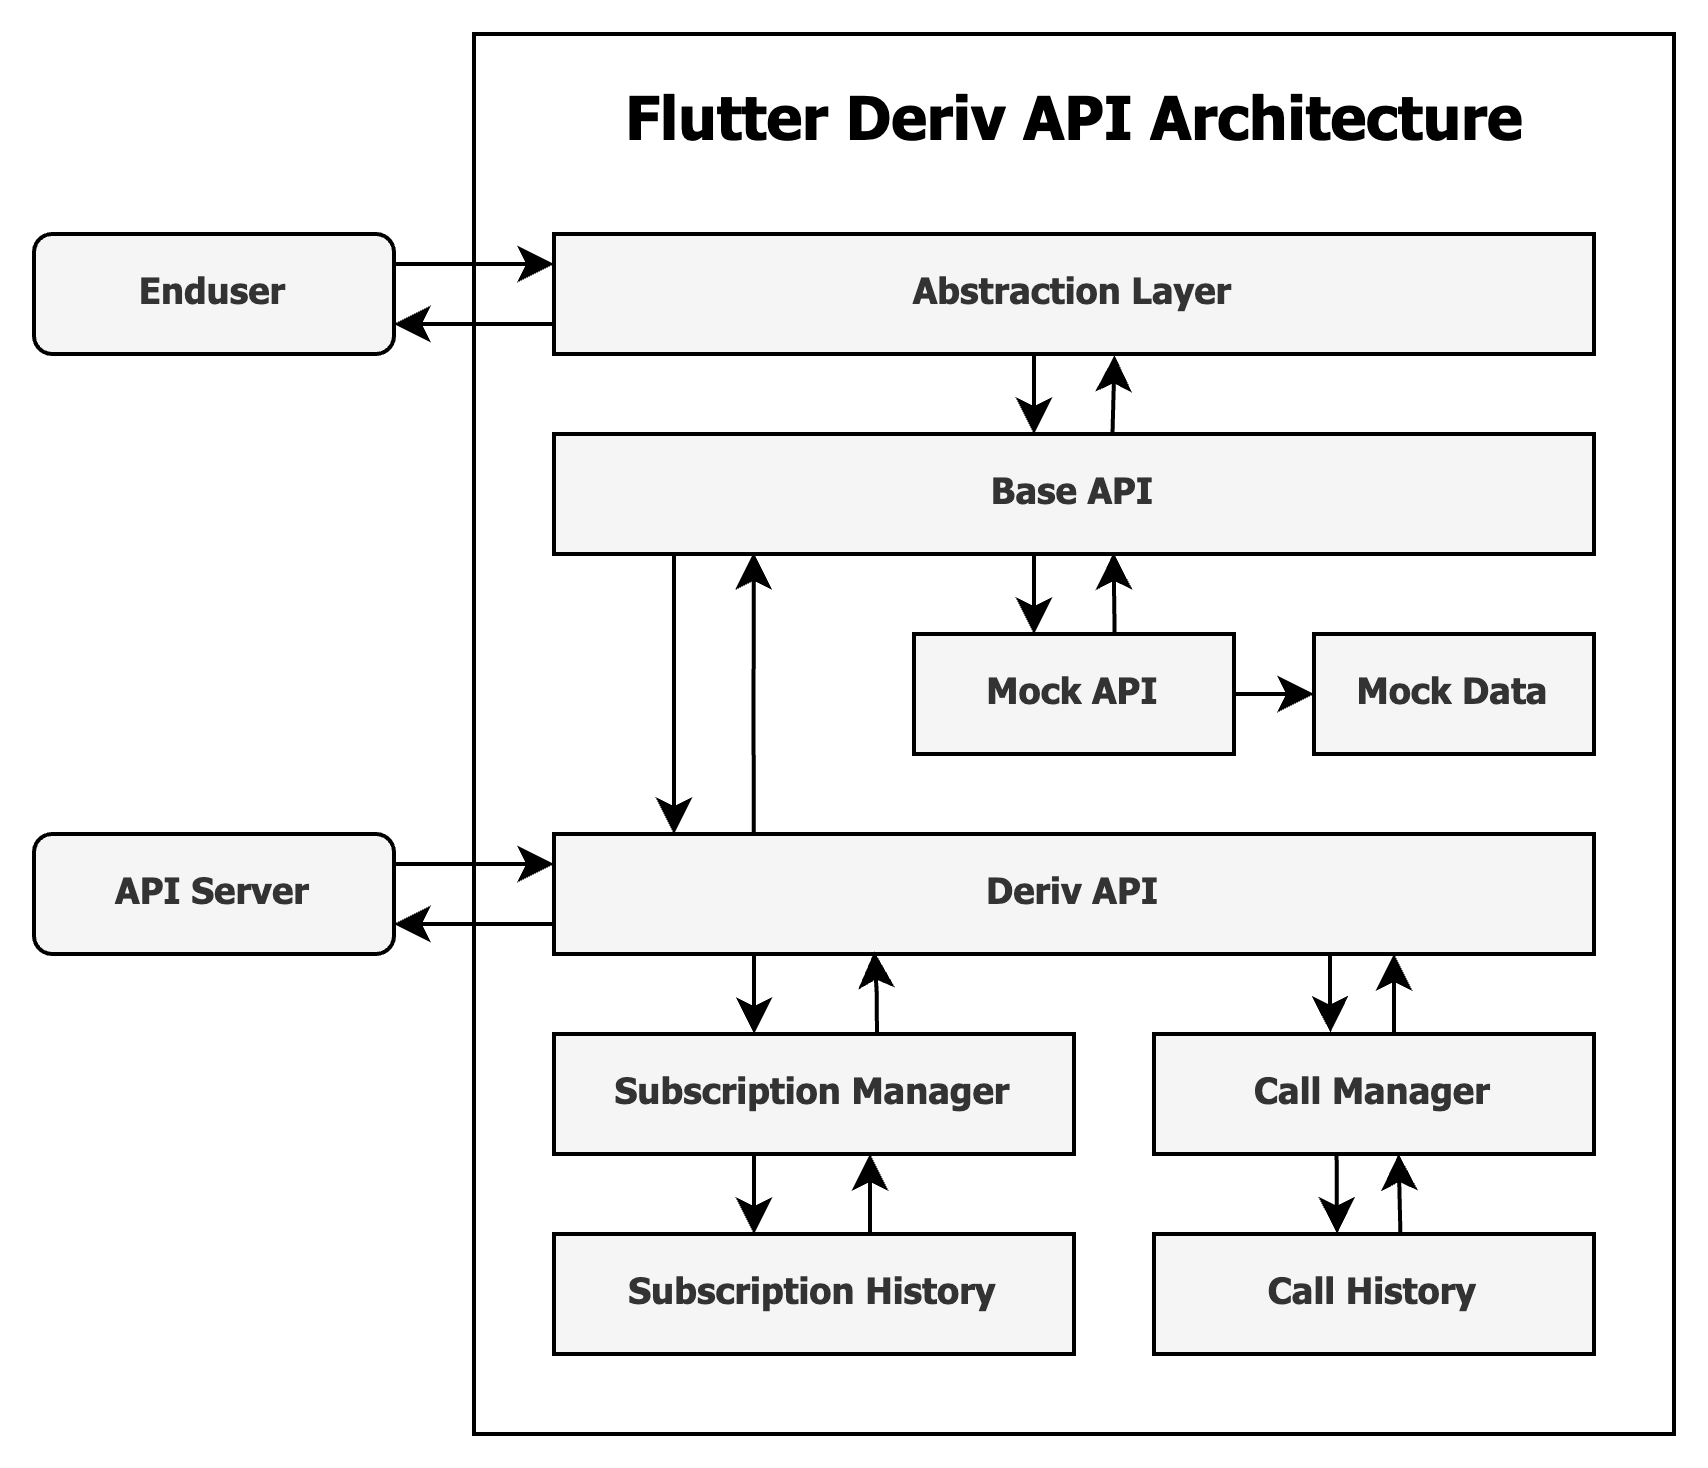 Flutter Deriv API Architecture
Enduser
Abstraction Layer
Base API
Mock API
Mock Data
API Server
Deriv API
Subscription Manager
Call Manager
Subscription History
Call History